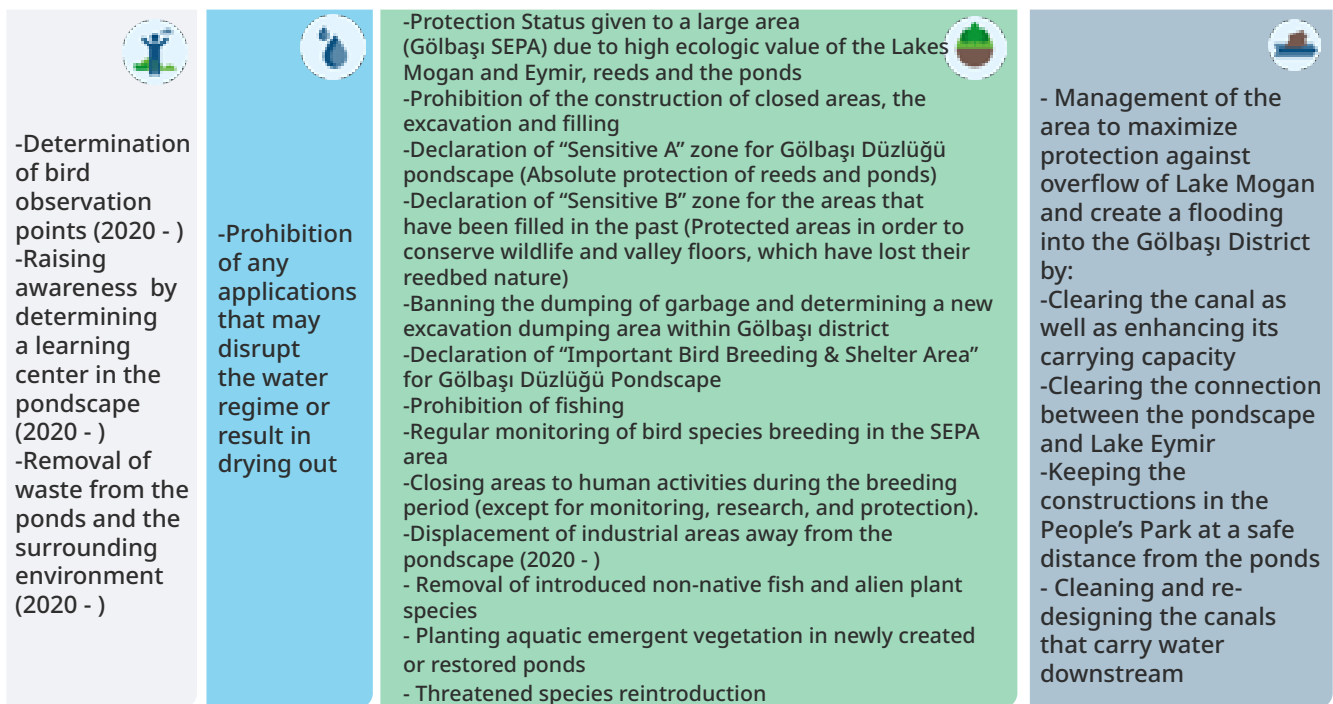 -Determination
of bird
observation
points (2020 - )
-Raising
awareness by
determining
a learning
center in the
pondscape
(2020 - )
-Removal of
waste from the
ponds and the
surrounding
environment
(2020 - )
-Prohibition
of any
applications
that may
disrupt
the water
regime or
result in
drying out
-Protection Status given to a large area
(Gölbaşı SEPA) due to high ecologic value of the Lakes
Mogan and Eymir, reeds and the ponds
-Prohibition of the construction of closed areas, the
excavation and filling
-Declaration of “Sensitive A” zone for Gölbaşı Düzlüğü
pondscape (Absolute protection of reeds and ponds)
-Declaration of “Sensitive B” zone for the areas that
have been filled in the past (Protected areas in order to
conserve wildlife and valley floors, which have lost their
reedbed nature)
-Banning the dumping of garbage and determining a new
excavation dumping area within Gölbaşı district
-Declaration of “Important Bird Breeding & Shelter Area”
for Gölbaşı Düzlüğü Pondscape
-Prohibition of fishing
-Regular monitoring of bird species breeding in the SEPA
area
-Closing areas to human activities during the breeding
period (except for monitoring, research, and protection).
-Displacement of industrial areas away from the
pondscape (2020 - )
- Removal of introduced non-native fish and alien plant
species
- Planting aquatic emergent vegetation in newly created
or restored ponds
- Threatened species reintroduction
- Management of the
area to maximize
protection against
overflow of Lake Mogan
and create a flooding
into the Gölbaşı District
by:
-Clearing the canal as
well as enhancing its
carrying capacity
-Clearing the connection
between the pondscape
and Lake Eymir
-Keeping the
constructions in the
People’s Park at a safe
distance from the ponds
- Cleaning and re-
designing the canals
that carry water
downstream